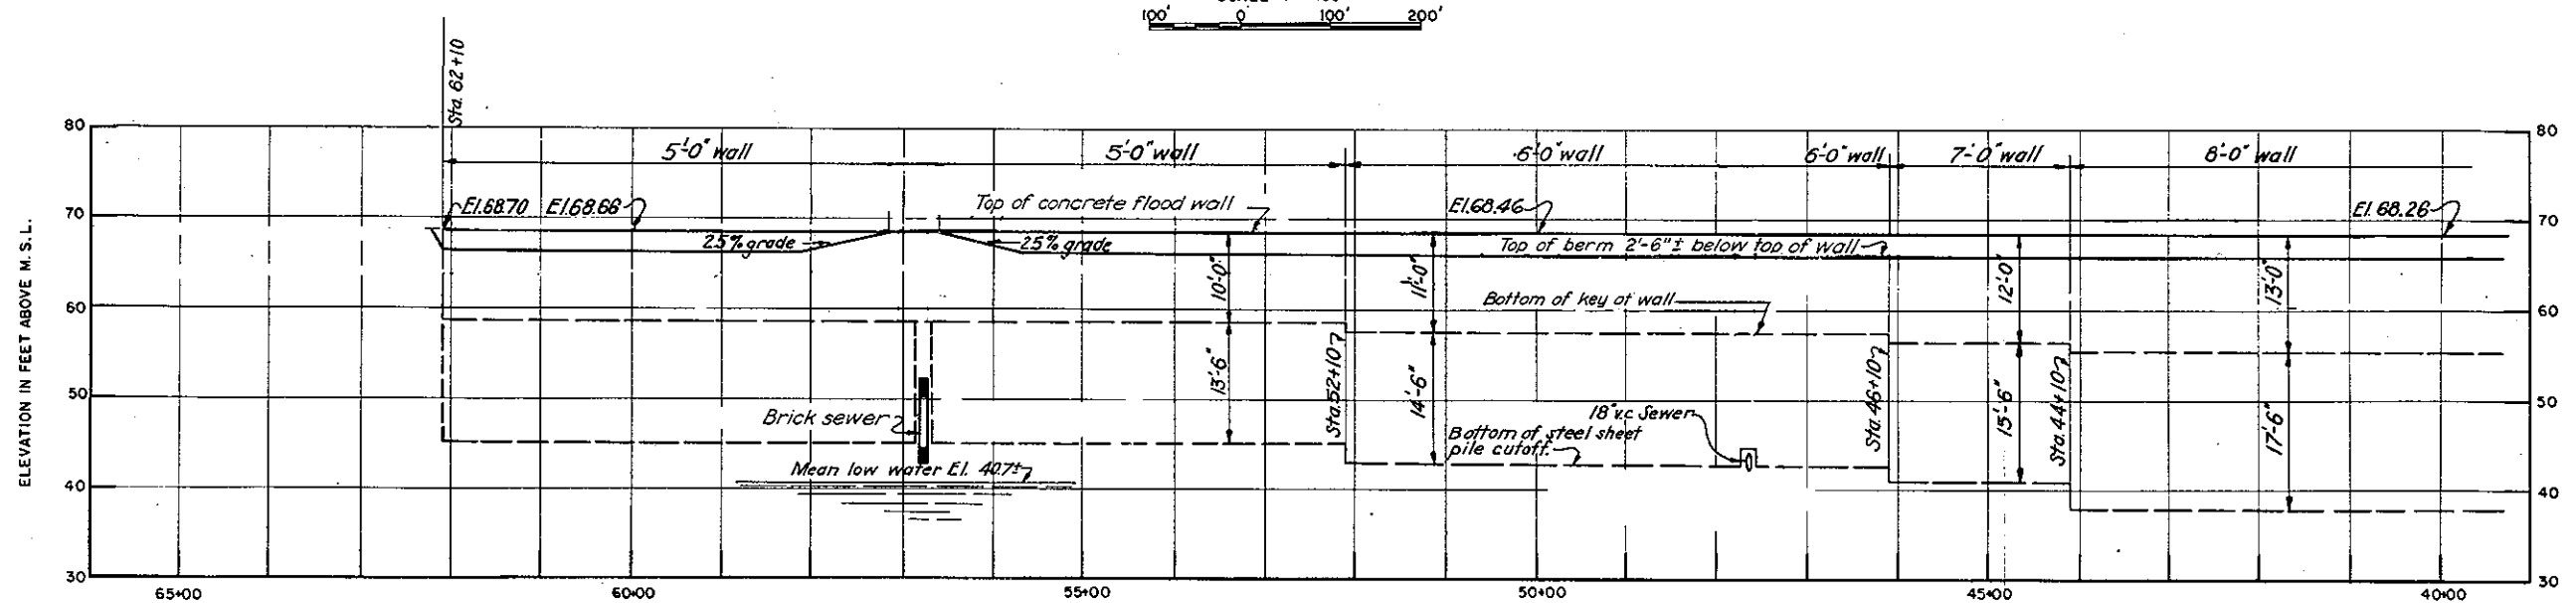 100' 0' 100' 200'
Sta. 62+10
80 80
5'-0" wall 5'-0" wall 6'-0" wall 6'-0" wall 7'-0" wall 8'-0" wall
El. 68.70 El. 68.66 Top of concrete flood wall El. 68.46 El. 68.26
70 70
25% grade 25% grade Top of berm 2'-6"± below top of wall
10'-0" 11'-0" 12'-0" 13'-0"
Bottom of key of wall
60 60
ELEVATION IN FEET ABOVE M.S.L.
13'-6" Sta. 52+10 14'-6" Sta. 46+10 15'-6" Sta. 44+10 17'-6"
50 50
Brick sewer 18" v.c. Sewer
Bottom of steel sheet
pile cutoff.
Mean low water El. 40.7±
40 40
30 30
65+00 60+00 55+00 50+00 45+00 40+00